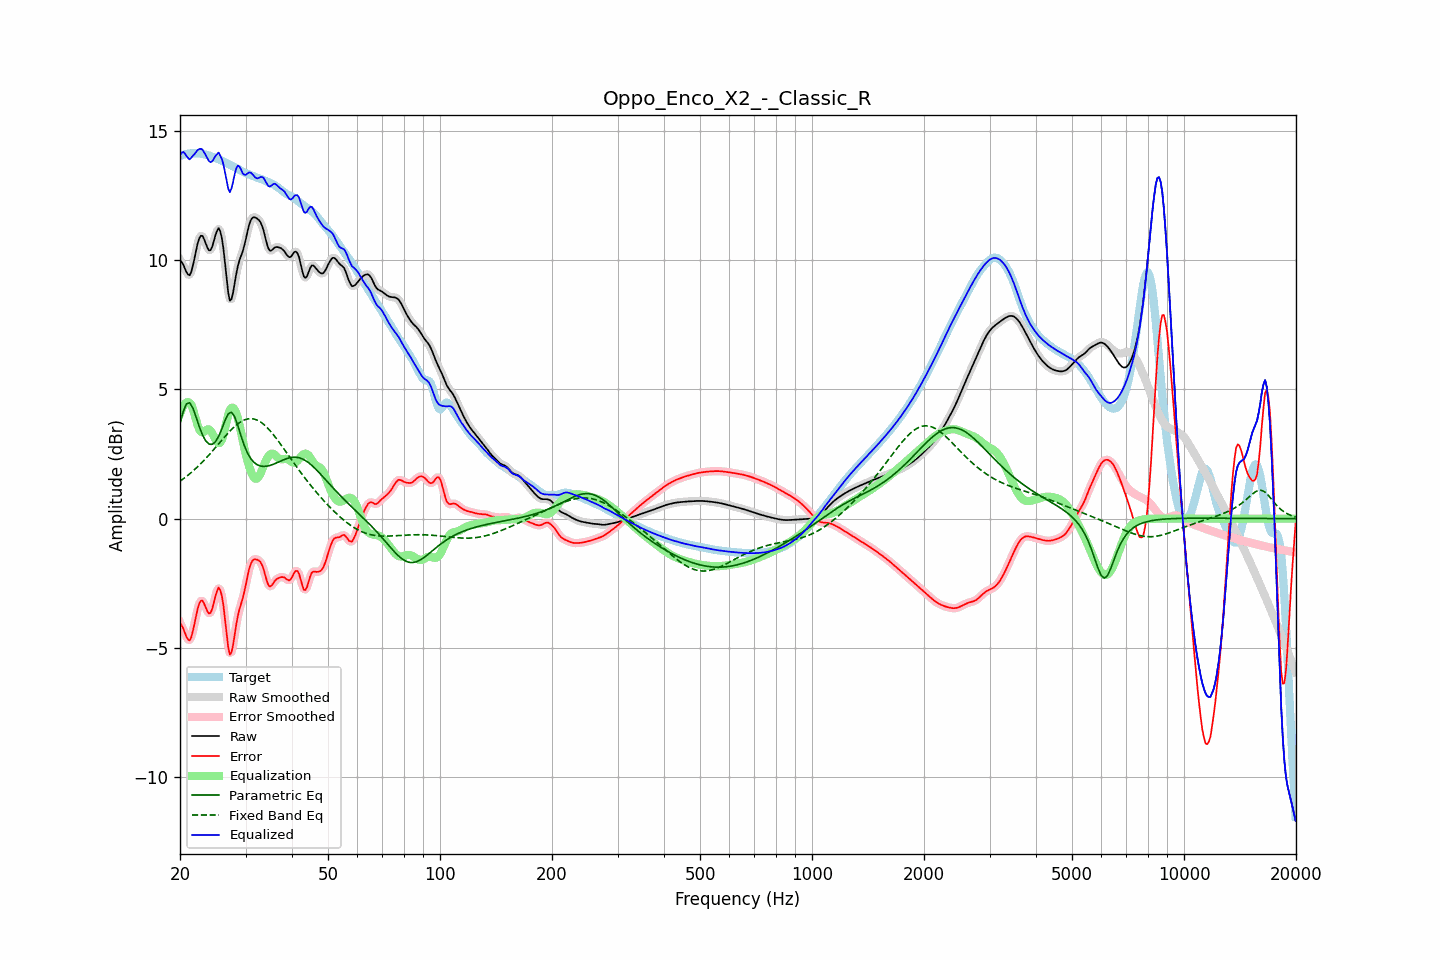 Oppo_Enco_X2_-_Classic_R
Amplitude (dBr)
15
10
5
0
−5
−10
Target
Raw Smoothed
Error Smoothed
Raw
Error
Equalization
Parametric Eq
Fixed Band Eq
Equalized
20 50 100 200 500 1000 2000 5000 10000 20000
Frequency (Hz)